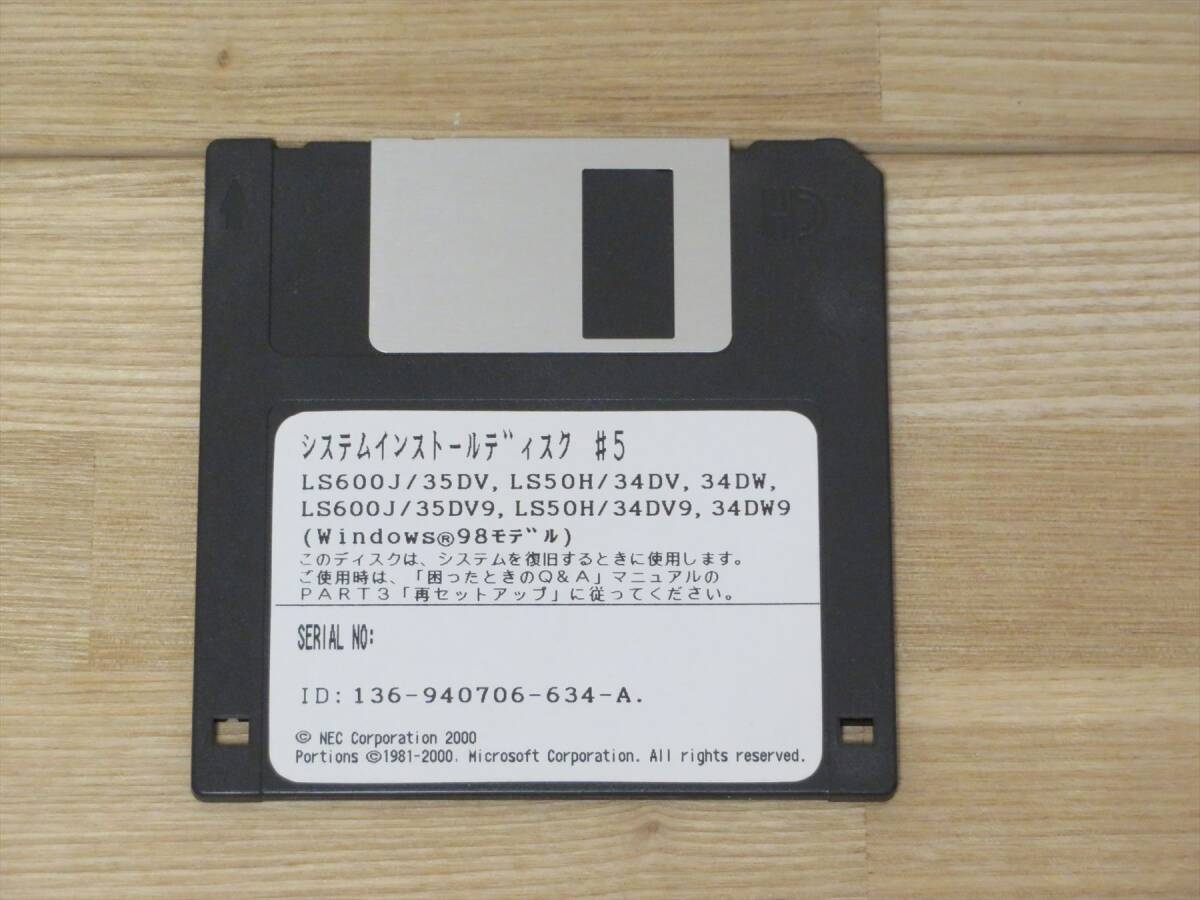 HD
システムインストールディスク #5
LS600J/35DV, LS50H/34DV, 34DW,
LS600J/35DV9, LS50H/34DV9, 34DW9
(Windows®98モデル)
このディスクは、システムを復旧するときに使用します。
ご使用時は、「困ったときのQ&A」マニュアルの
PART3「再セットアップ」に従ってください。
SERIAL NO:
ID: 136-940706-634-A.
© NEC Corporation 2000
Portions ©1981-2000, Microsoft Corporation. All rights reserved.